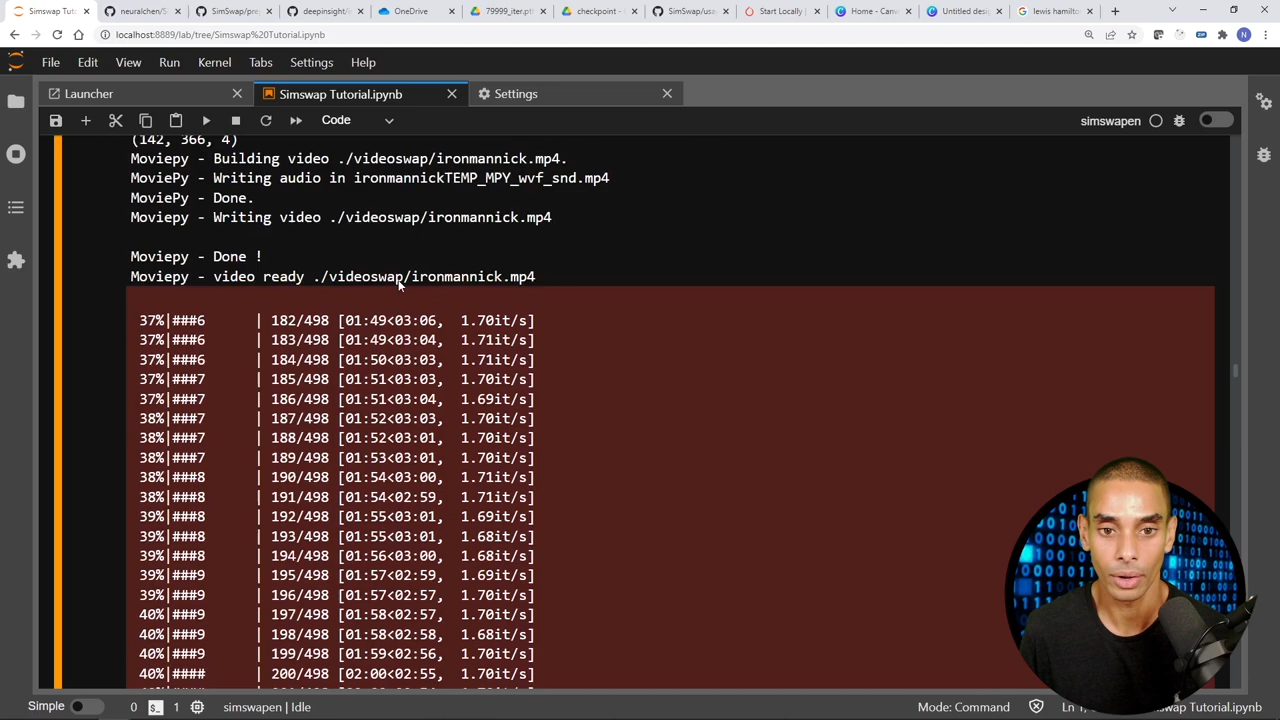 Simswap Tutorial
neuralchen/S
SimSwap/pre
deepinsight/i
OneDrive
79999_iter.pt
checkpoint -
SimSwap/usa
Start Locally |
Home - Canv
Untitled desig
lewis hamilto
localhost:8889/lab/tree/Simswap%20Tutorial.ipynb
N
File Edit View Run Kernel Tabs Settings Help
Launcher
Simswap Tutorial.ipynb
Settings
Code
simswapen
(142, 366, 4)
Moviepy - Building video ./videoswap/ironmannick.mp4.
MoviePy - Writing audio in ironmannickTEMP_MPY_wvf_snd.mp4
MoviePy - Done.
Moviepy - Writing video ./videoswap/ironmannick.mp4
Moviepy - Done !
Moviepy - video ready ./videoswap/ironmannick.mp4
37%|###6 | 182/498 [01:49<03:06, 1.70it/s]
37%|###6 | 183/498 [01:49<03:04, 1.71it/s]
37%|###6 | 184/498 [01:50<03:03, 1.71it/s]
37%|###7 | 185/498 [01:51<03:03, 1.70it/s]
37%|###7 | 186/498 [01:51<03:04, 1.69it/s]
38%|###7 | 187/498 [01:52<03:03, 1.70it/s]
38%|###7 | 188/498 [01:52<03:01, 1.70it/s]
38%|###7 | 189/498 [01:53<03:01, 1.70it/s]
38%|###8 | 190/498 [01:54<03:00, 1.71it/s]
38%|###8 | 191/498 [01:54<02:59, 1.71it/s]
39%|###8 | 192/498 [01:55<03:01, 1.69it/s]
39%|###8 | 193/498 [01:55<03:01, 1.68it/s]
39%|###8 | 194/498 [01:56<03:00, 1.68it/s]
39%|###9 | 195/498 [01:57<02:59, 1.69it/s]
39%|###9 | 196/498 [01:57<02:57, 1.70it/s]
40%|###9 | 197/498 [01:58<02:57, 1.70it/s]
40%|###9 | 198/498 [01:58<02:58, 1.68it/s]
40%|###9 | 199/498 [01:59<02:56, 1.70it/s]
40%|#### | 200/498 [02:00<02:55, 1.70it/s]
Simple 0 1 simswapen | Idle Mode: Command Ln 1, Simswap Tutorial.ipynb